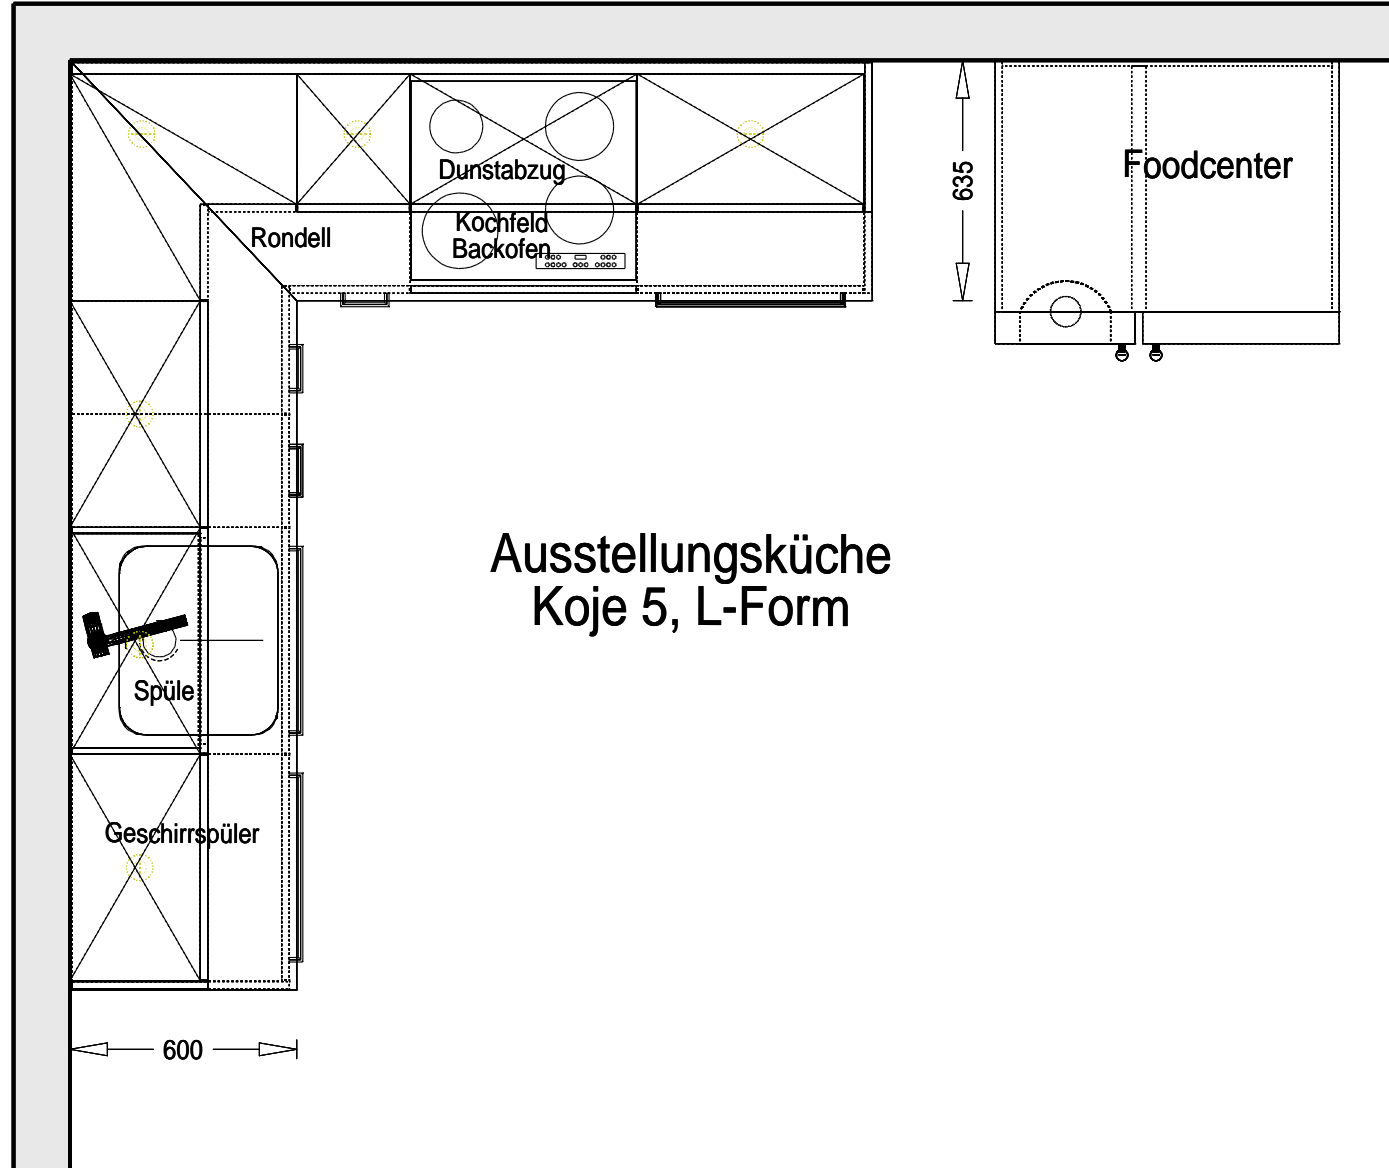 Dunstabzug
Foodcenter
635
Kochfeld
Backofen
Rondell
Ausstellungsküche
Koje 5, L-Form
Spüle
Geschirrspüler
600